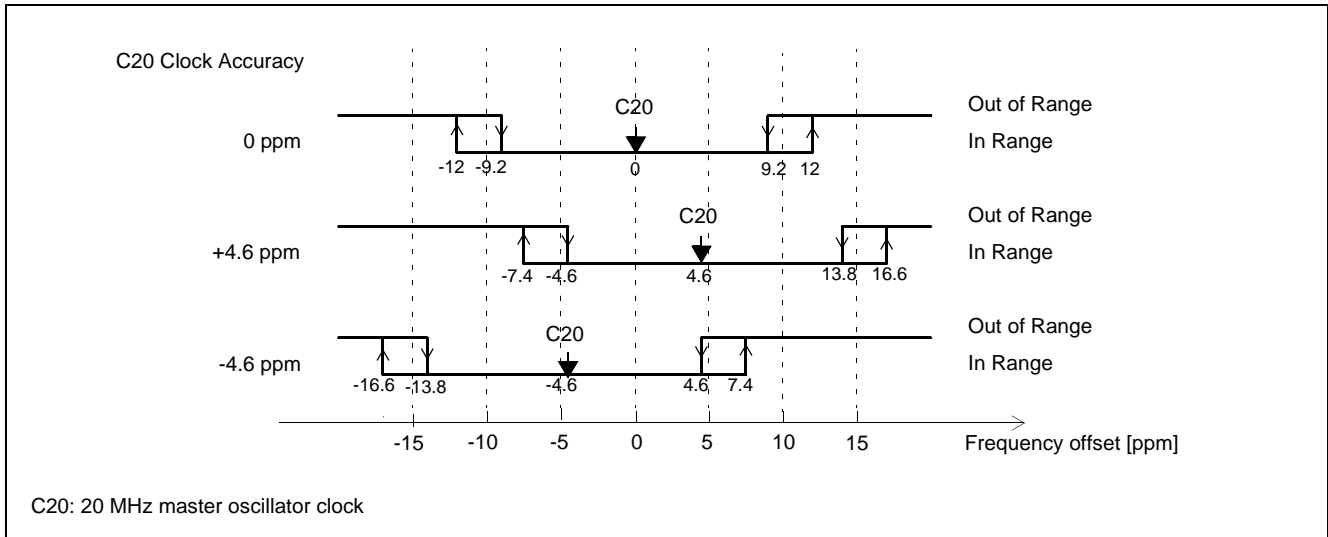 C20 Clock Accuracy
C20
Out of Range
0 ppm
In Range
-12 -9.2 0 9.2 12
C20
Out of Range
+4.6 ppm
In Range
-7.4 -4.6 4.6 13.8 16.6
C20
Out of Range
-4.6 ppm
In Range
-16.6 -13.8 -4.6 4.6 7.4
-15 -10 -5 0 5 10 15 Frequency offset [ppm]
C20: 20 MHz master oscillator clock